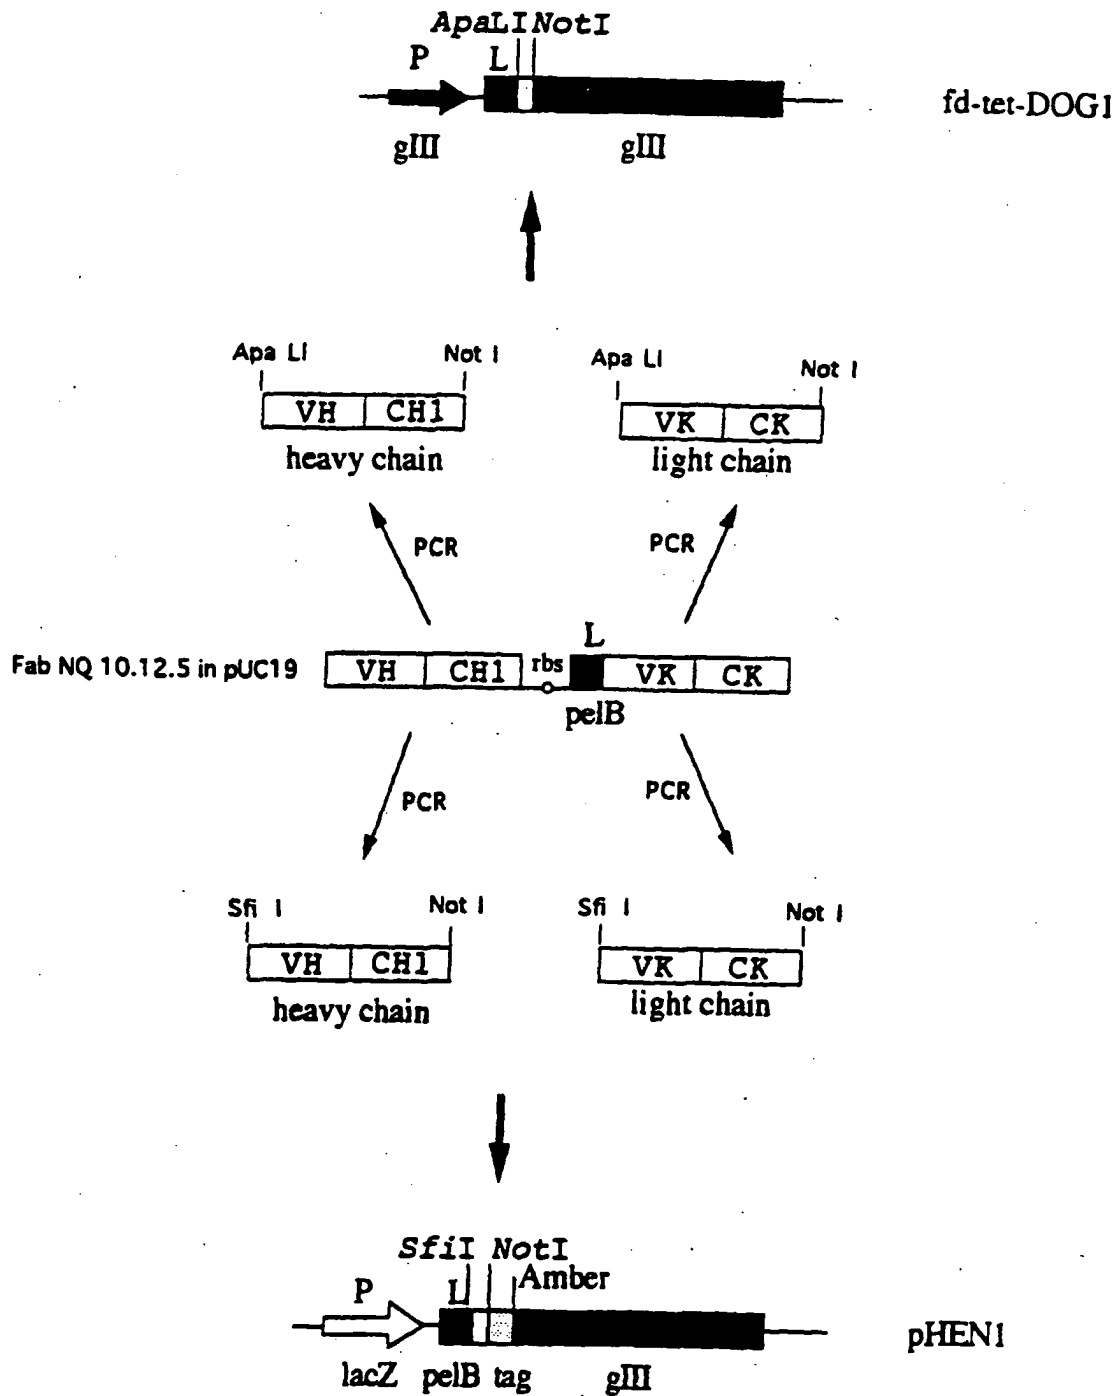 ApaLI NotI
P L
fd-tet-DOG1
gIII gIII
Apa LI Not I Apa LI Not I
VH CH1 VK CK
heavy chain light chain
PCR PCR
L
Fab NQ 10.12.5 in pUC19 VH CH1 rbs VK CK
pelB
PCR PCR
Sfi I Not I Sfi I Not I
VH CH1 VK CK
heavy chain light chain
SfiI NotI
P L Amber
pHEN1
lacZ pelB tag gIII